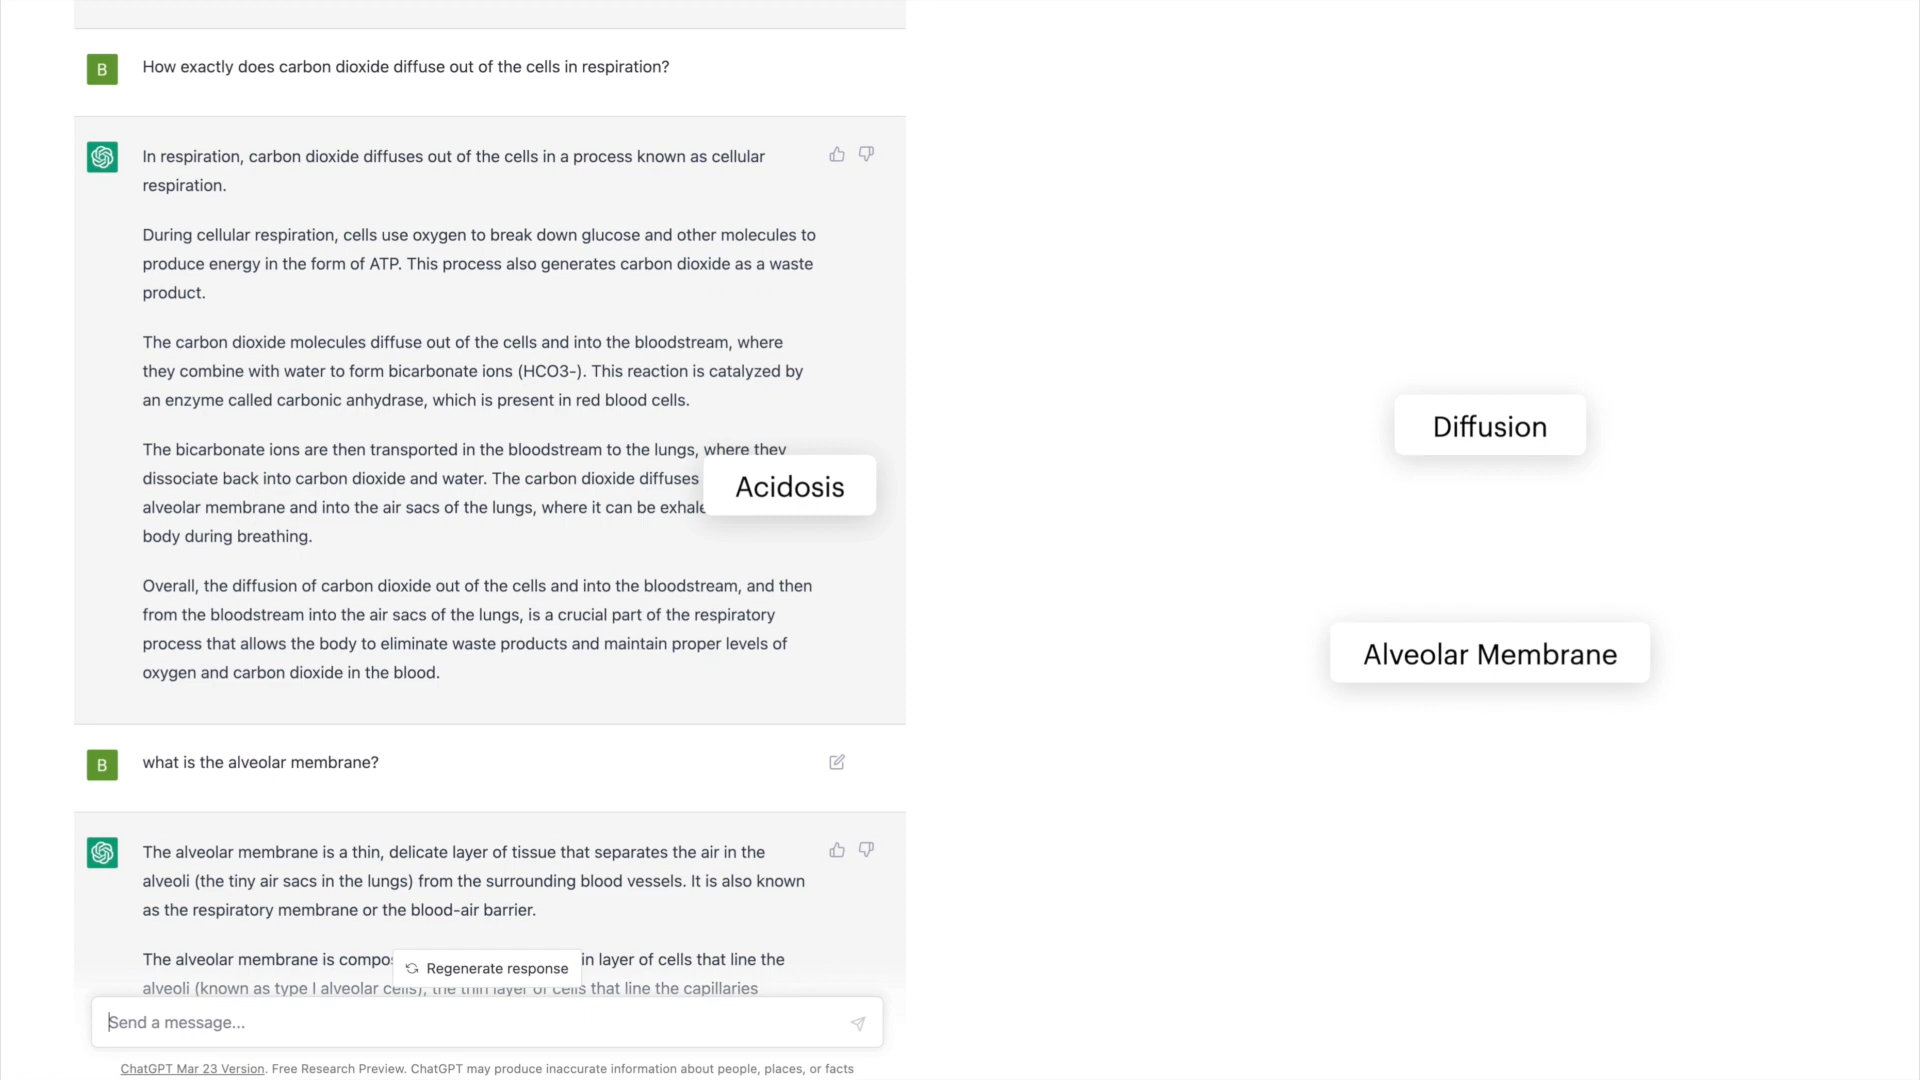 B
How exactly does carbon dioxide diffuse out of the cells in respiration?
In respiration, carbon dioxide diffuses out of the cells in a process known as cellular
respiration.
During cellular respiration, cells use oxygen to break down glucose and other molecules to
produce energy in the form of ATP. This process also generates carbon dioxide as a waste
product.
The carbon dioxide molecules diffuse out of the cells and into the bloodstream, where
they combine with water to form bicarbonate ions (HCO3-). This reaction is catalyzed by
an enzyme called carbonic anhydrase, which is present in red blood cells.
The bicarbonate ions are then transported in the bloodstream to the lungs, where they
dissociate back into carbon dioxide and water. The carbon dioxide diffuses
alveolar membrane and into the air sacs of the lungs, where it can be exhale
body during breathing.
Overall, the diffusion of carbon dioxide out of the cells and into the bloodstream, and then
from the bloodstream into the air sacs of the lungs, is a crucial part of the respiratory
process that allows the body to eliminate waste products and maintain proper levels of
oxygen and carbon dioxide in the blood.
B
what is the alveolar membrane?
The alveolar membrane is a thin, delicate layer of tissue that separates the air in the
alveoli (the tiny air sacs in the lungs) from the surrounding blood vessels. It is also known
as the respiratory membrane or the blood-air barrier.
The alveolar membrane is compo in layer of cells that line the
alveoli (known as type I alveolar cells), the thin layer of cells that line the capillaries
Regenerate response
Send a message...
ChatGPT Mar 23 Version. Free Research Preview. ChatGPT may produce inaccurate information about people, places, or facts
Acidosis
Diffusion
Alveolar Membrane